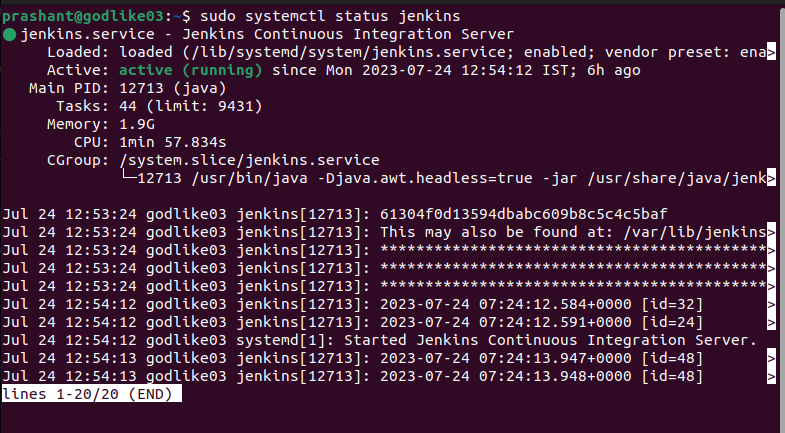 prashant@godlike03:~$ sudo systemctl status jenkins
● jenkins.service - Jenkins Continuous Integration Server
     Loaded: loaded (/lib/systemd/system/jenkins.service; enabled; vendor preset: ena>
     Active: active (running) since Mon 2023-07-24 12:54:12 IST; 6h ago
   Main PID: 12713 (java)
      Tasks: 44 (limit: 9431)
     Memory: 1.9G
        CPU: 1min 57.834s
     CGroup: /system.slice/jenkins.service
             └─12713 /usr/bin/java -Djava.awt.headless=true -jar /usr/share/java/jenk>

Jul 24 12:53:24 godlike03 jenkins[12713]: 61304f0d13594dbabc609b8c5c4c5baf
Jul 24 12:53:24 godlike03 jenkins[12713]: This may also be found at: /var/lib/jenkins>
Jul 24 12:53:24 godlike03 jenkins[12713]: *******************************************>
Jul 24 12:53:24 godlike03 jenkins[12713]: *******************************************>
Jul 24 12:53:24 godlike03 jenkins[12713]: *******************************************>
Jul 24 12:54:12 godlike03 jenkins[12713]: 2023-07-24 07:24:12.584+0000 [id=32]       >
Jul 24 12:54:12 godlike03 jenkins[12713]: 2023-07-24 07:24:12.591+0000 [id=24]       >
Jul 24 12:54:12 godlike03 systemd[1]: Started Jenkins Continuous Integration Server.
Jul 24 12:54:13 godlike03 jenkins[12713]: 2023-07-24 07:24:13.947+0000 [id=48]       >
Jul 24 12:54:13 godlike03 jenkins[12713]: 2023-07-24 07:24:13.948+0000 [id=48]       >
lines 1-20/20 (END)